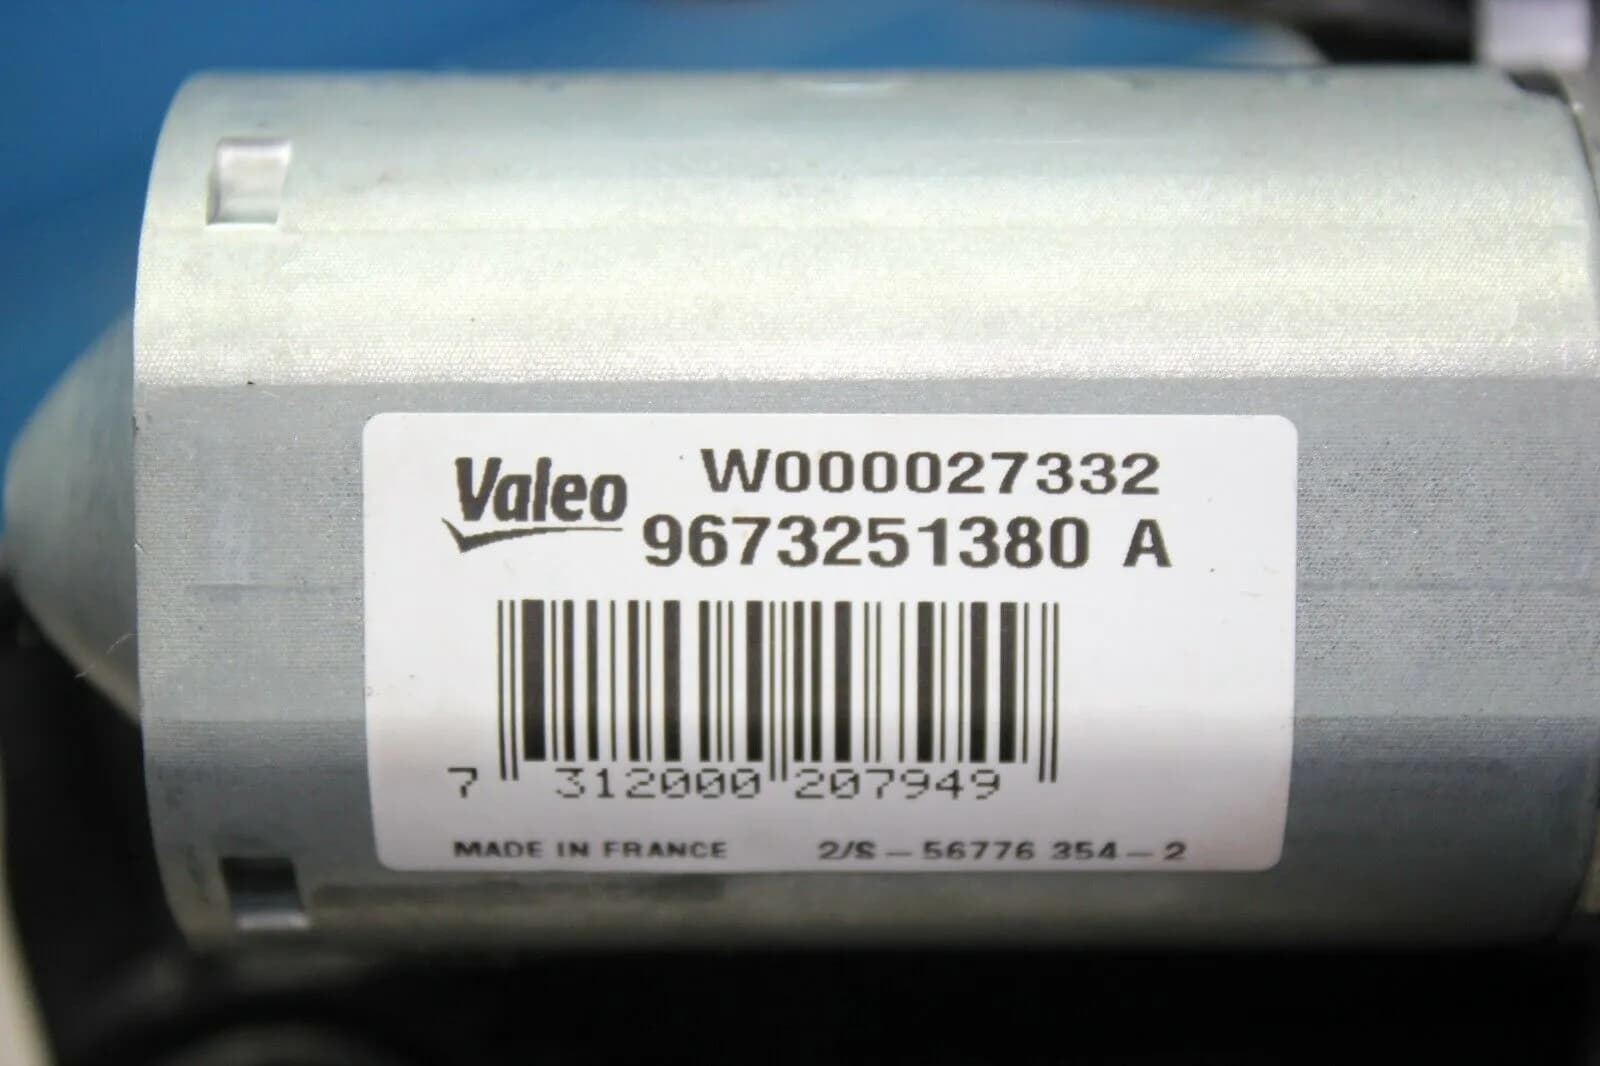 Valeo W000027332
9673251380 A
7 312000 207949
MADE IN FRANCE 2/S - 56776 354 - 2